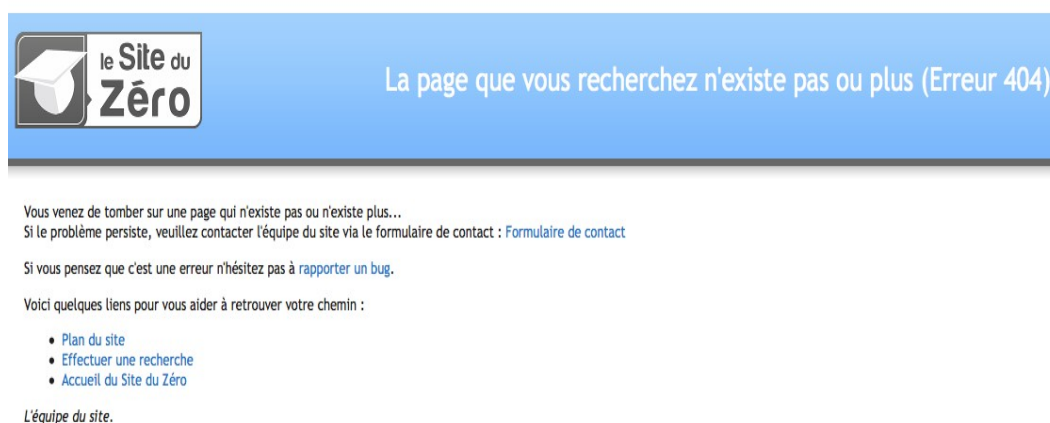 le Site du
Zéro
La page que vous recherchez n'existe pas ou plus (Erreur 404)
Vous venez de tomber sur une page qui n'existe pas ou n'existe plus...
Si le problème persiste, veuillez contacter l'équipe du site via le formulaire de contact : Formulaire de contact
Si vous pensez que c'est une erreur n'hésitez pas à rapporter un bug.
Voici quelques liens pour vous aider à retrouver votre chemin :
• Plan du site
• Effectuer une recherche
• Accueil du Site du Zéro
L'équipe du site.